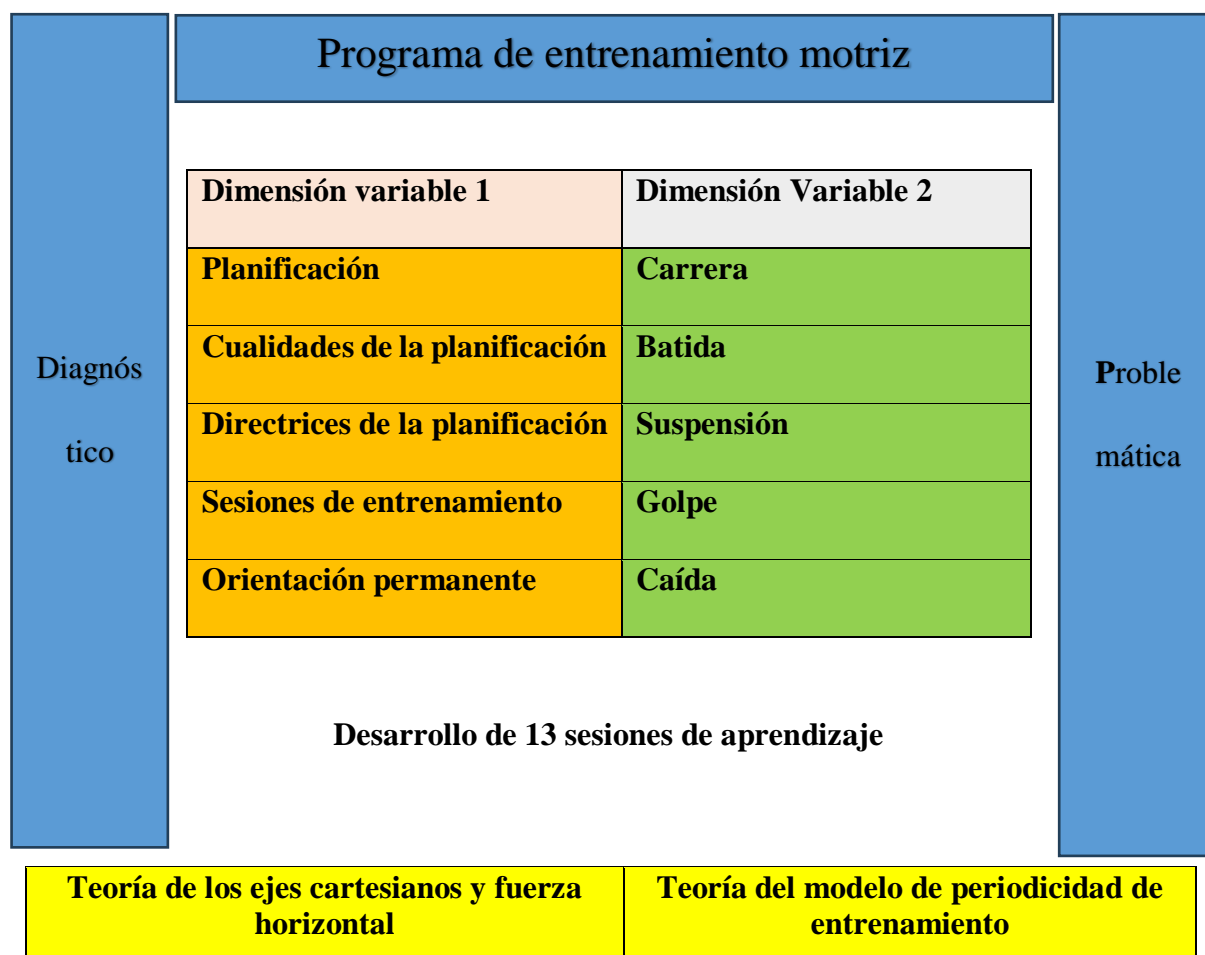 Programa de entrenamiento motriz
Diagnós
tico
Dimensión variable 1
Dimensión Variable 2
Planificación
Carrera
Cualidades de la planificación
Batida
Directrices de la planificación
Suspensión
Sesiones de entrenamiento
Golpe
Orientación permanente
Caída
Proble
mática
Desarrollo de 13 sesiones de aprendizaje
Teoría de los ejes cartesianos y fuerza
horizontal
Teoría del modelo de periodicidad de
entrenamiento